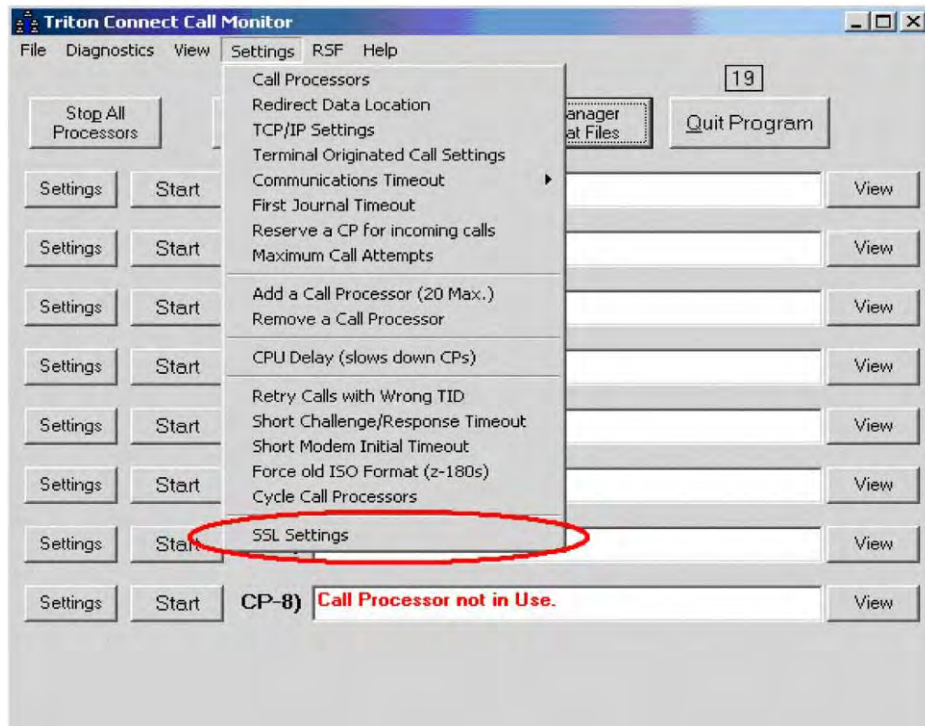 Triton Connect Call Monitor
File Diagnostics View Settings RSF Help
19
Stop All
Processors
anager
at Files
Quit Program
Call Processors
Redirect Data Location
TCP/IP Settings
Terminal Originated Call Settings
Communications Timeout
First Journal Timeout
Reserve a CP for incoming calls
Maximum Call Attempts
Add a Call Processor (20 Max.)
Remove a Call Processor
CPU Delay (slows down CPs)
Retry Calls with Wrong TID
Short Challenge/Response Timeout
Short Modem Initial Timeout
Force old ISO Format (z-180s)
Cycle Call Processors
SSL Settings
Settings Start View
Settings Start View
Settings Start View
Settings Start View
Settings Start View
Settings Start View
Settings Start View
Settings Start CP-8) Call Processor not in Use. View